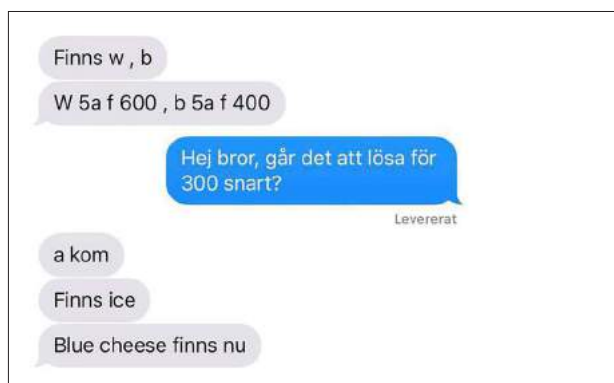 Finns w , b
W 5a f 600 , b 5a f 400
Hej bror, går det att lösa för
300 snart?
Levererat
a kom
Finns ice
Blue cheese finns nu